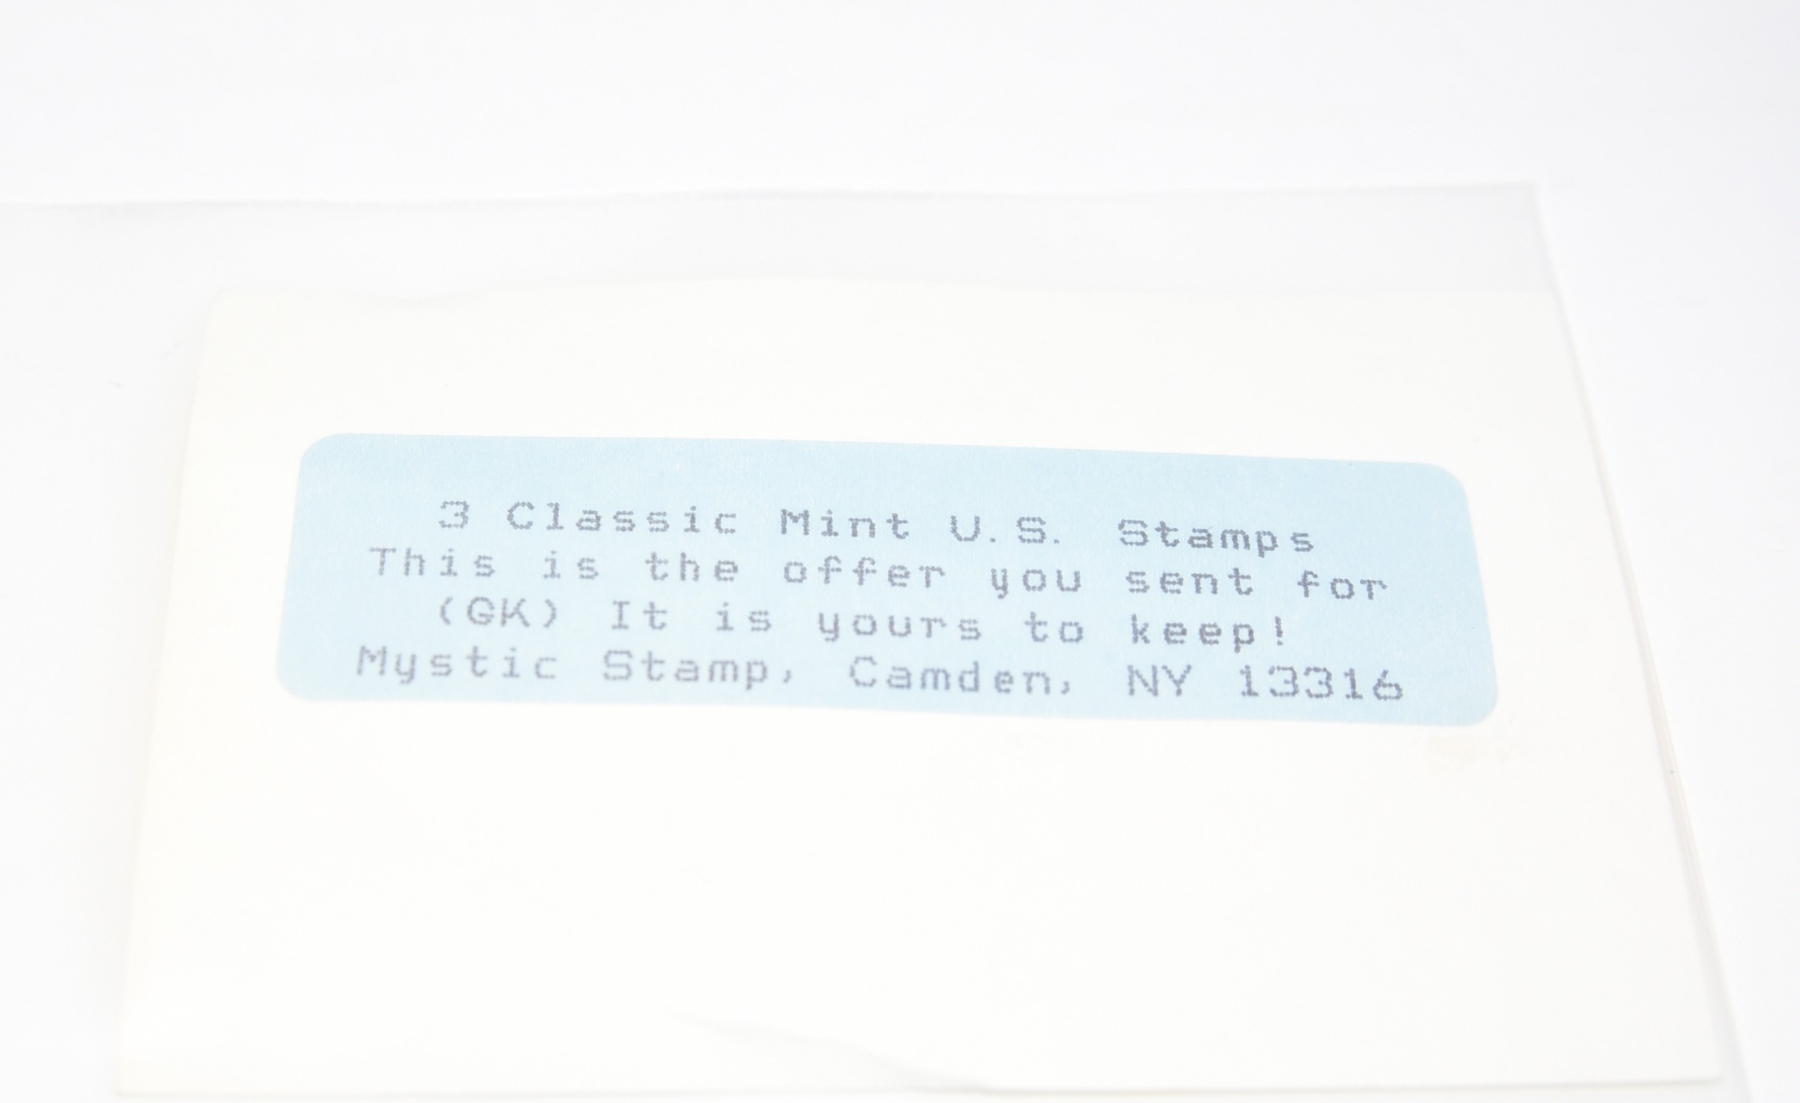 3 Classic Mint U.S. Stamps
This is the offer you sent for
(GK) It is yours to keep!
Mystic Stamp, Camden, NY 13316